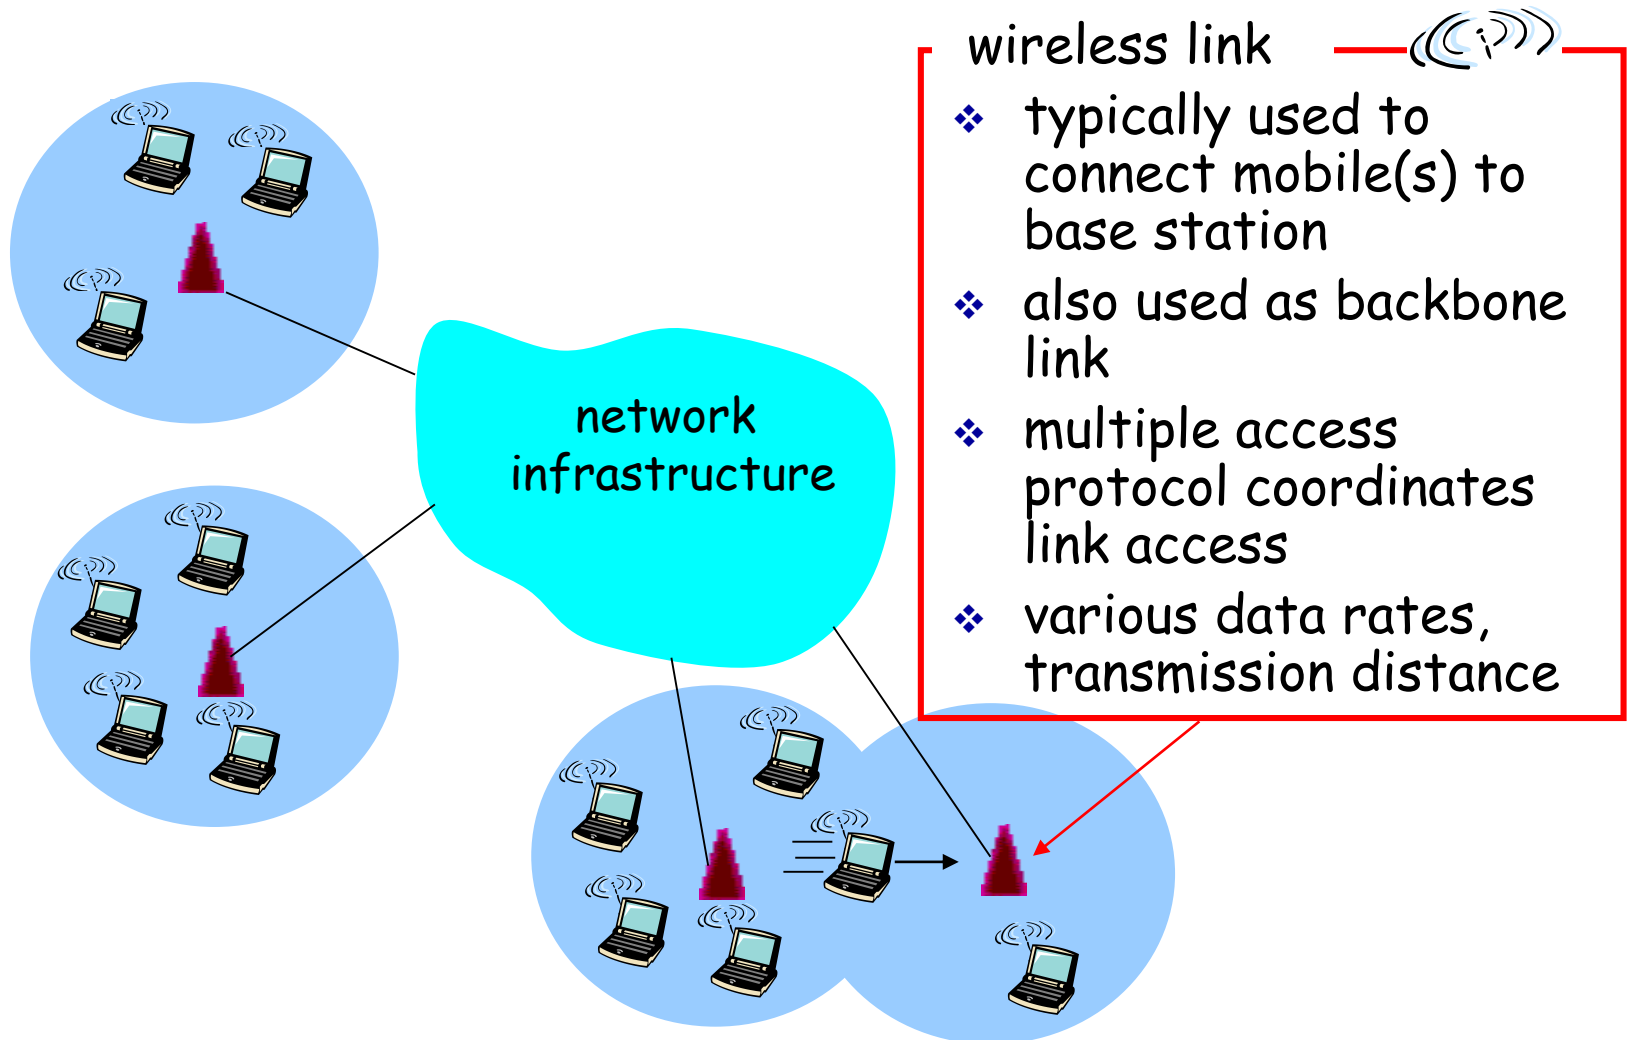 wireless link
❖ typically used to
connect mobile(s) to
base station
❖ also used as backbone
link
❖ multiple access
protocol coordinates
link access
❖ various data rates,
transmission distance
network
infrastructure